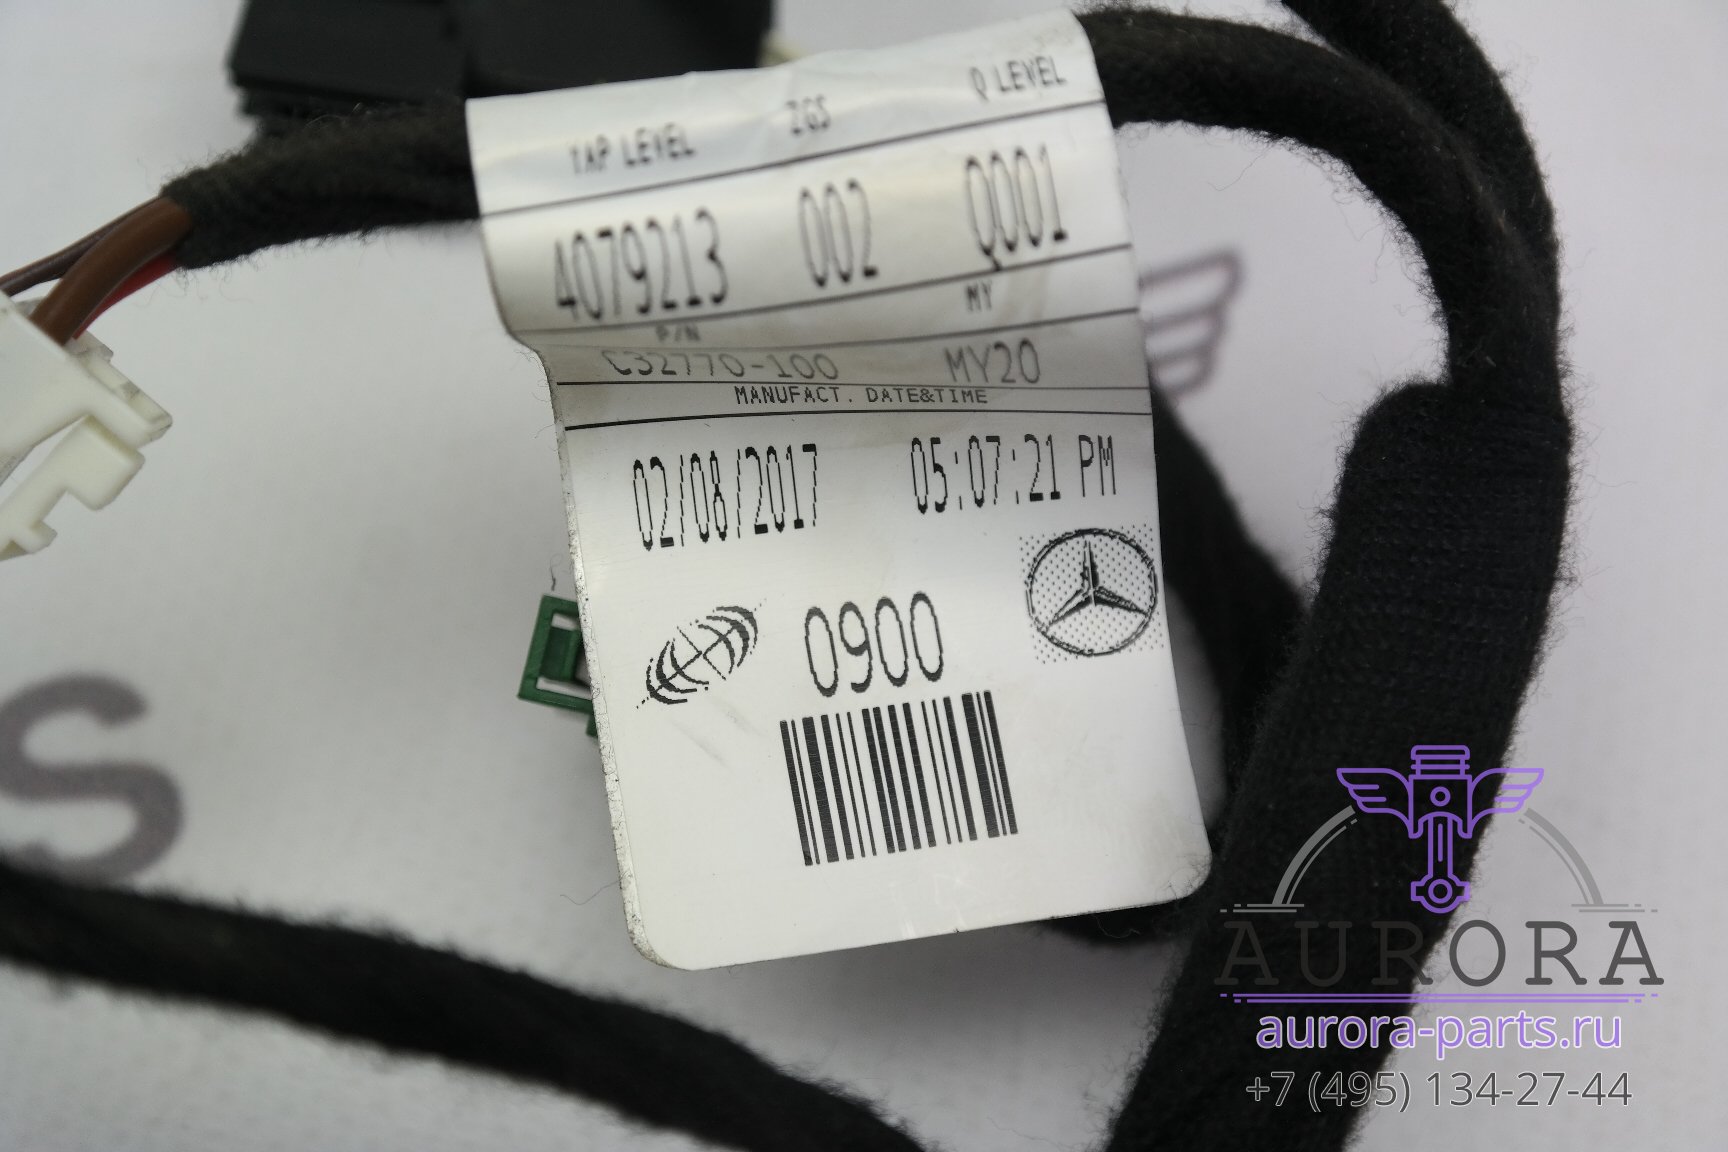 YAP LEVEL ZGS Q LEVEL
4079213 002 Q001
P/N MY
C32770-100 MY20
MANUFACT. DATE&TIME
02/08/2017 05:07:21 PM
0900
S
AURORA
aurora-parts.ru
+7 (495) 134-27-44